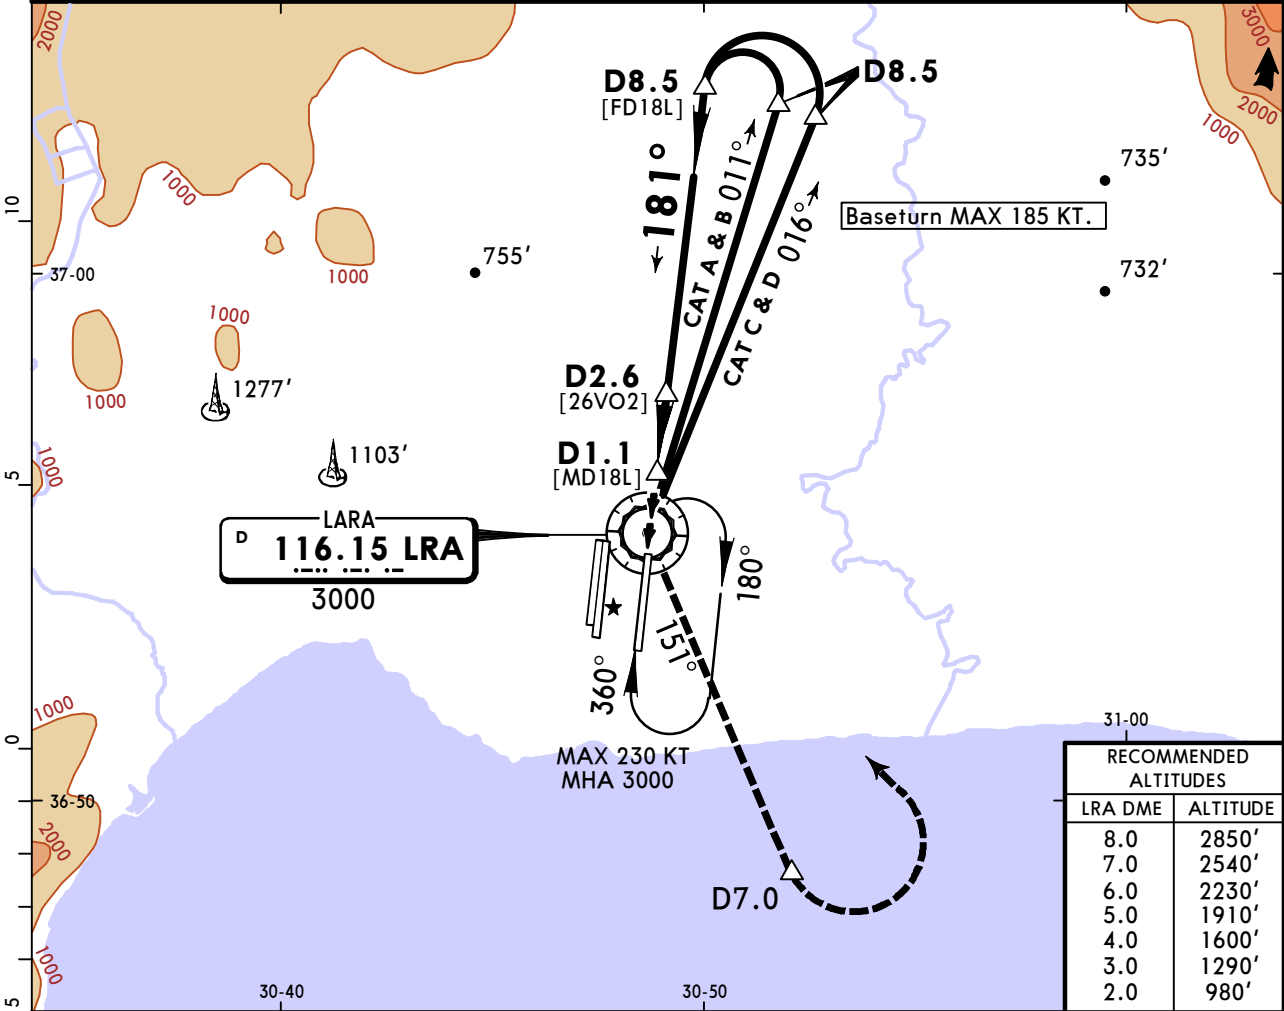 2000
3000
2000
1000
D8.5
[FD18L]
D8.5
181°
CAT A & B 011°
CAT C & D 016°
Baseturn MAX 185 KT.
735'
732'
1000
10
37-00
1000
755'
1000
1000
1277'
D2.6
[26VO2]
1103'
D1.1
[MD18L]
1000
5
LARA
D
116.15 LRA
3000
180°
151°
360°
MAX 230 KT
MHA 3000
1000
0
36-50
2000
1000
5
D7.0
30-40
30-50
31-00
RECOMMENDED
ALTITUDES
LRA DME ALTITUDE
8.0 2850'
7.0 2540'
6.0 2230'
5.0 1910'
4.0 1600'
3.0 1290'
2.0 980'